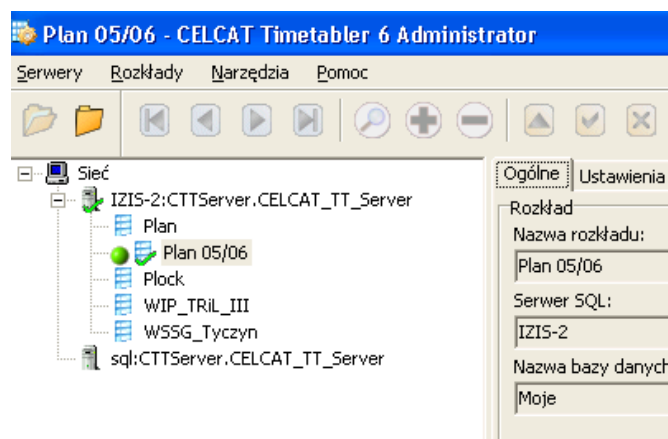 Plan 05/06 - CELCAT Timetabler 6 Administrator
Serwery Rozkłady Narzędzia Pomoc
Sieć
IZIS-2:CTTServer.CELCAT_TT_Server
Plan
Plan 05/06
Plock
WIP_TRiL_III
WSSG_Tyczyn
sql:CTTServer.CELCAT_TT_Server
Ogólne Ustawienia
Rozkład
Nazwa rozkładu:
Plan 05/06
Serwer SQL:
IZIS-2
Nazwa bazy danych
Moje